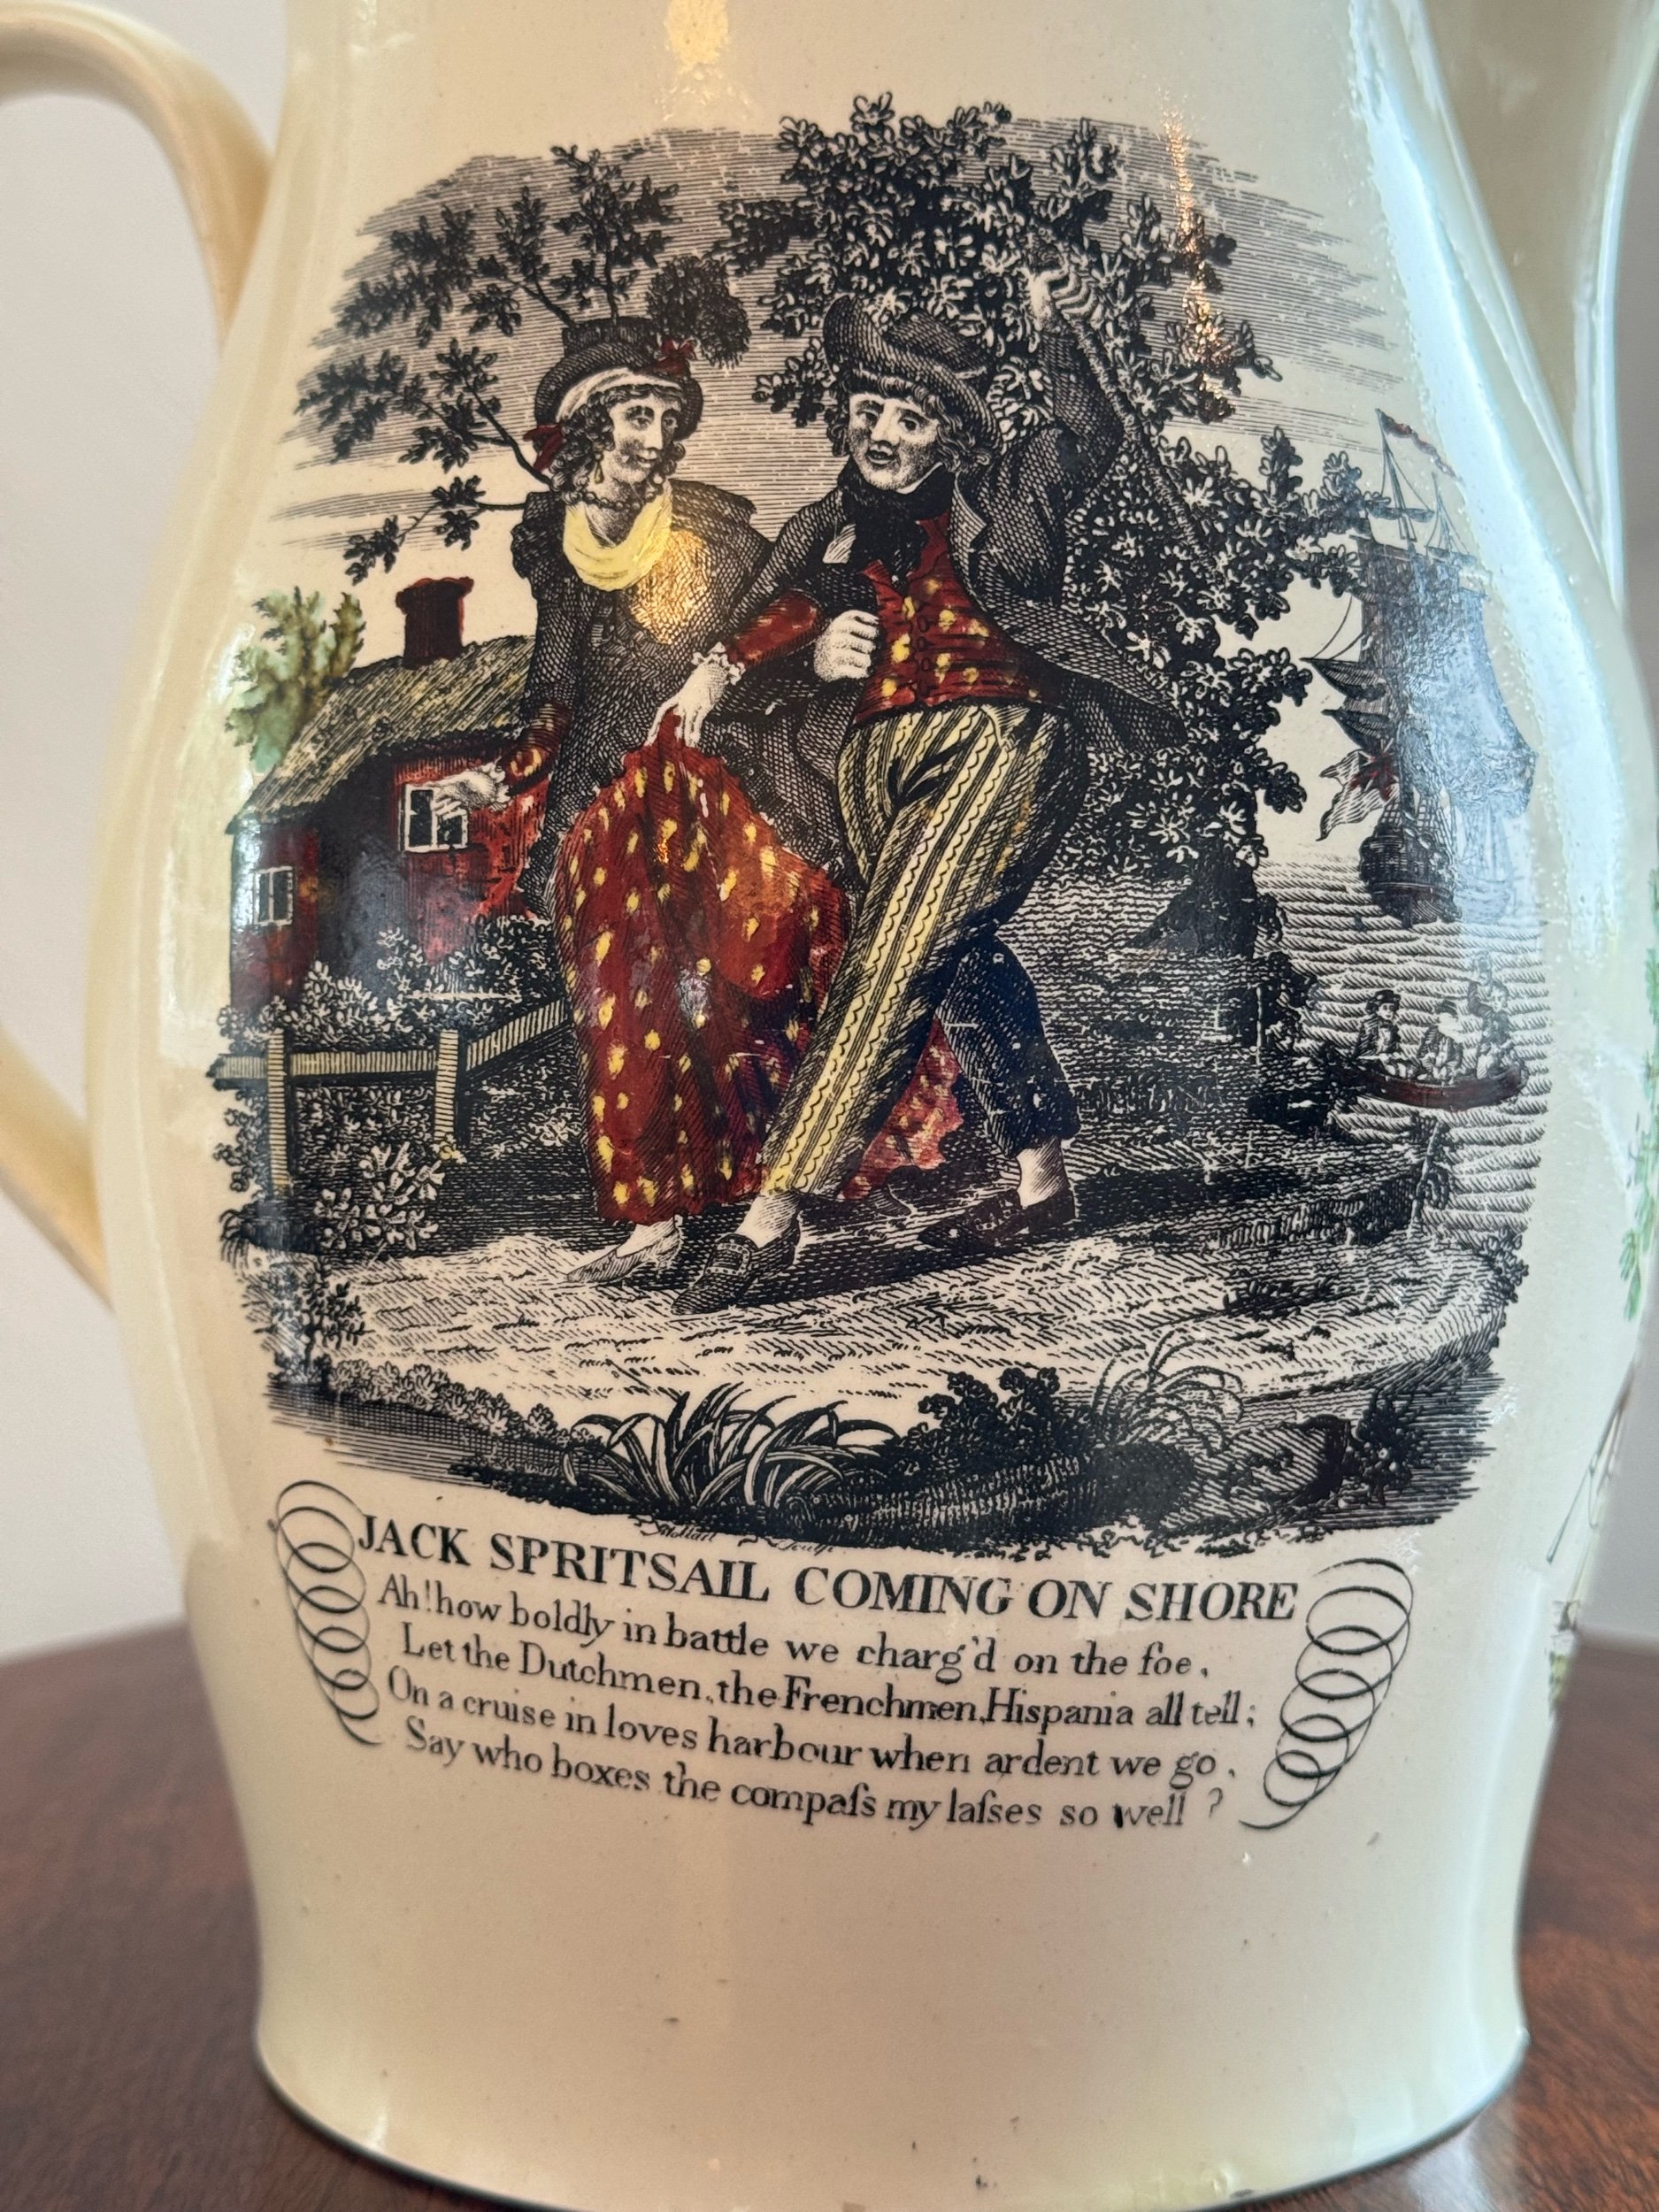 Stothart Sculp
JACK SPRITSAIL COMING ON SHORE
Ah! how boldly in battle we charg'd on the foe,
Let the Dutchmen, the Frenchmen, Hispania all tell;
On a cruise in loves harbour when ardent we go,
Say who boxes the compaſs my laſses so well ?